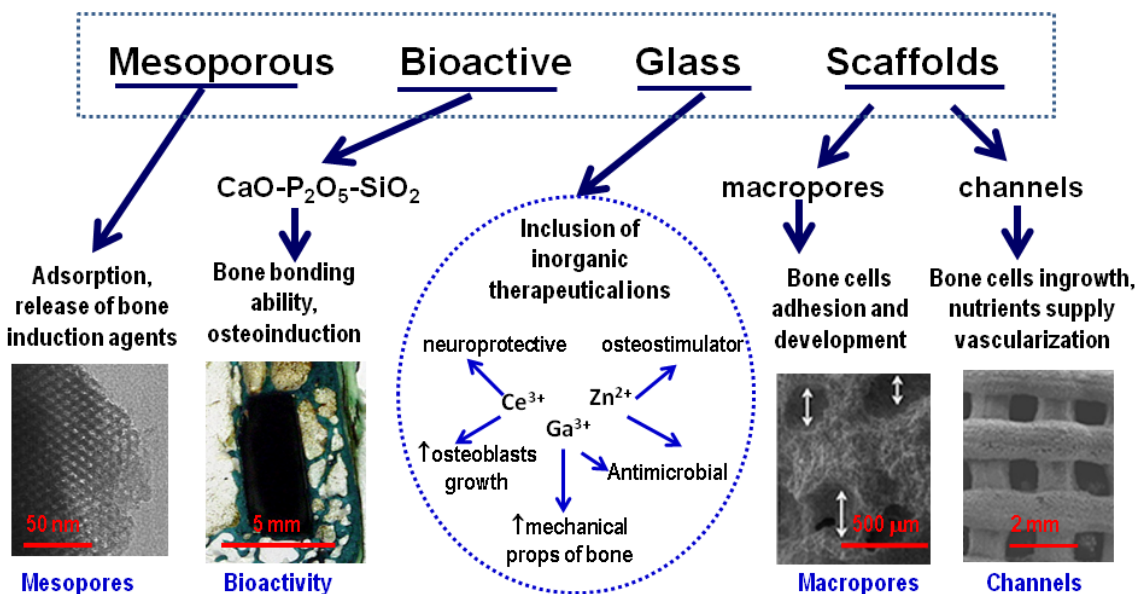 Mesoporous Bioactive Glass Scaffolds
CaO-P₂O₅-SiO₂
macropores
channels
Adsorption,
release of bone
induction agents
Bone bonding
ability,
osteoinduction
Inclusion of
inorganic
therapeutical ions
Bone cells
adhesion and
development
Bone cells ingrowth,
nutrients supply
vascularization
neuroprotective
osteostimulator
Ce³⁺
Zn²⁺
Ga³⁺
↑osteoblasts
growth
Antimicrobial
↑mechanical
props of bone
50 nm
5 mm
500 μm
2 mm
Mesopores
Bioactivity
Macropores
Channels